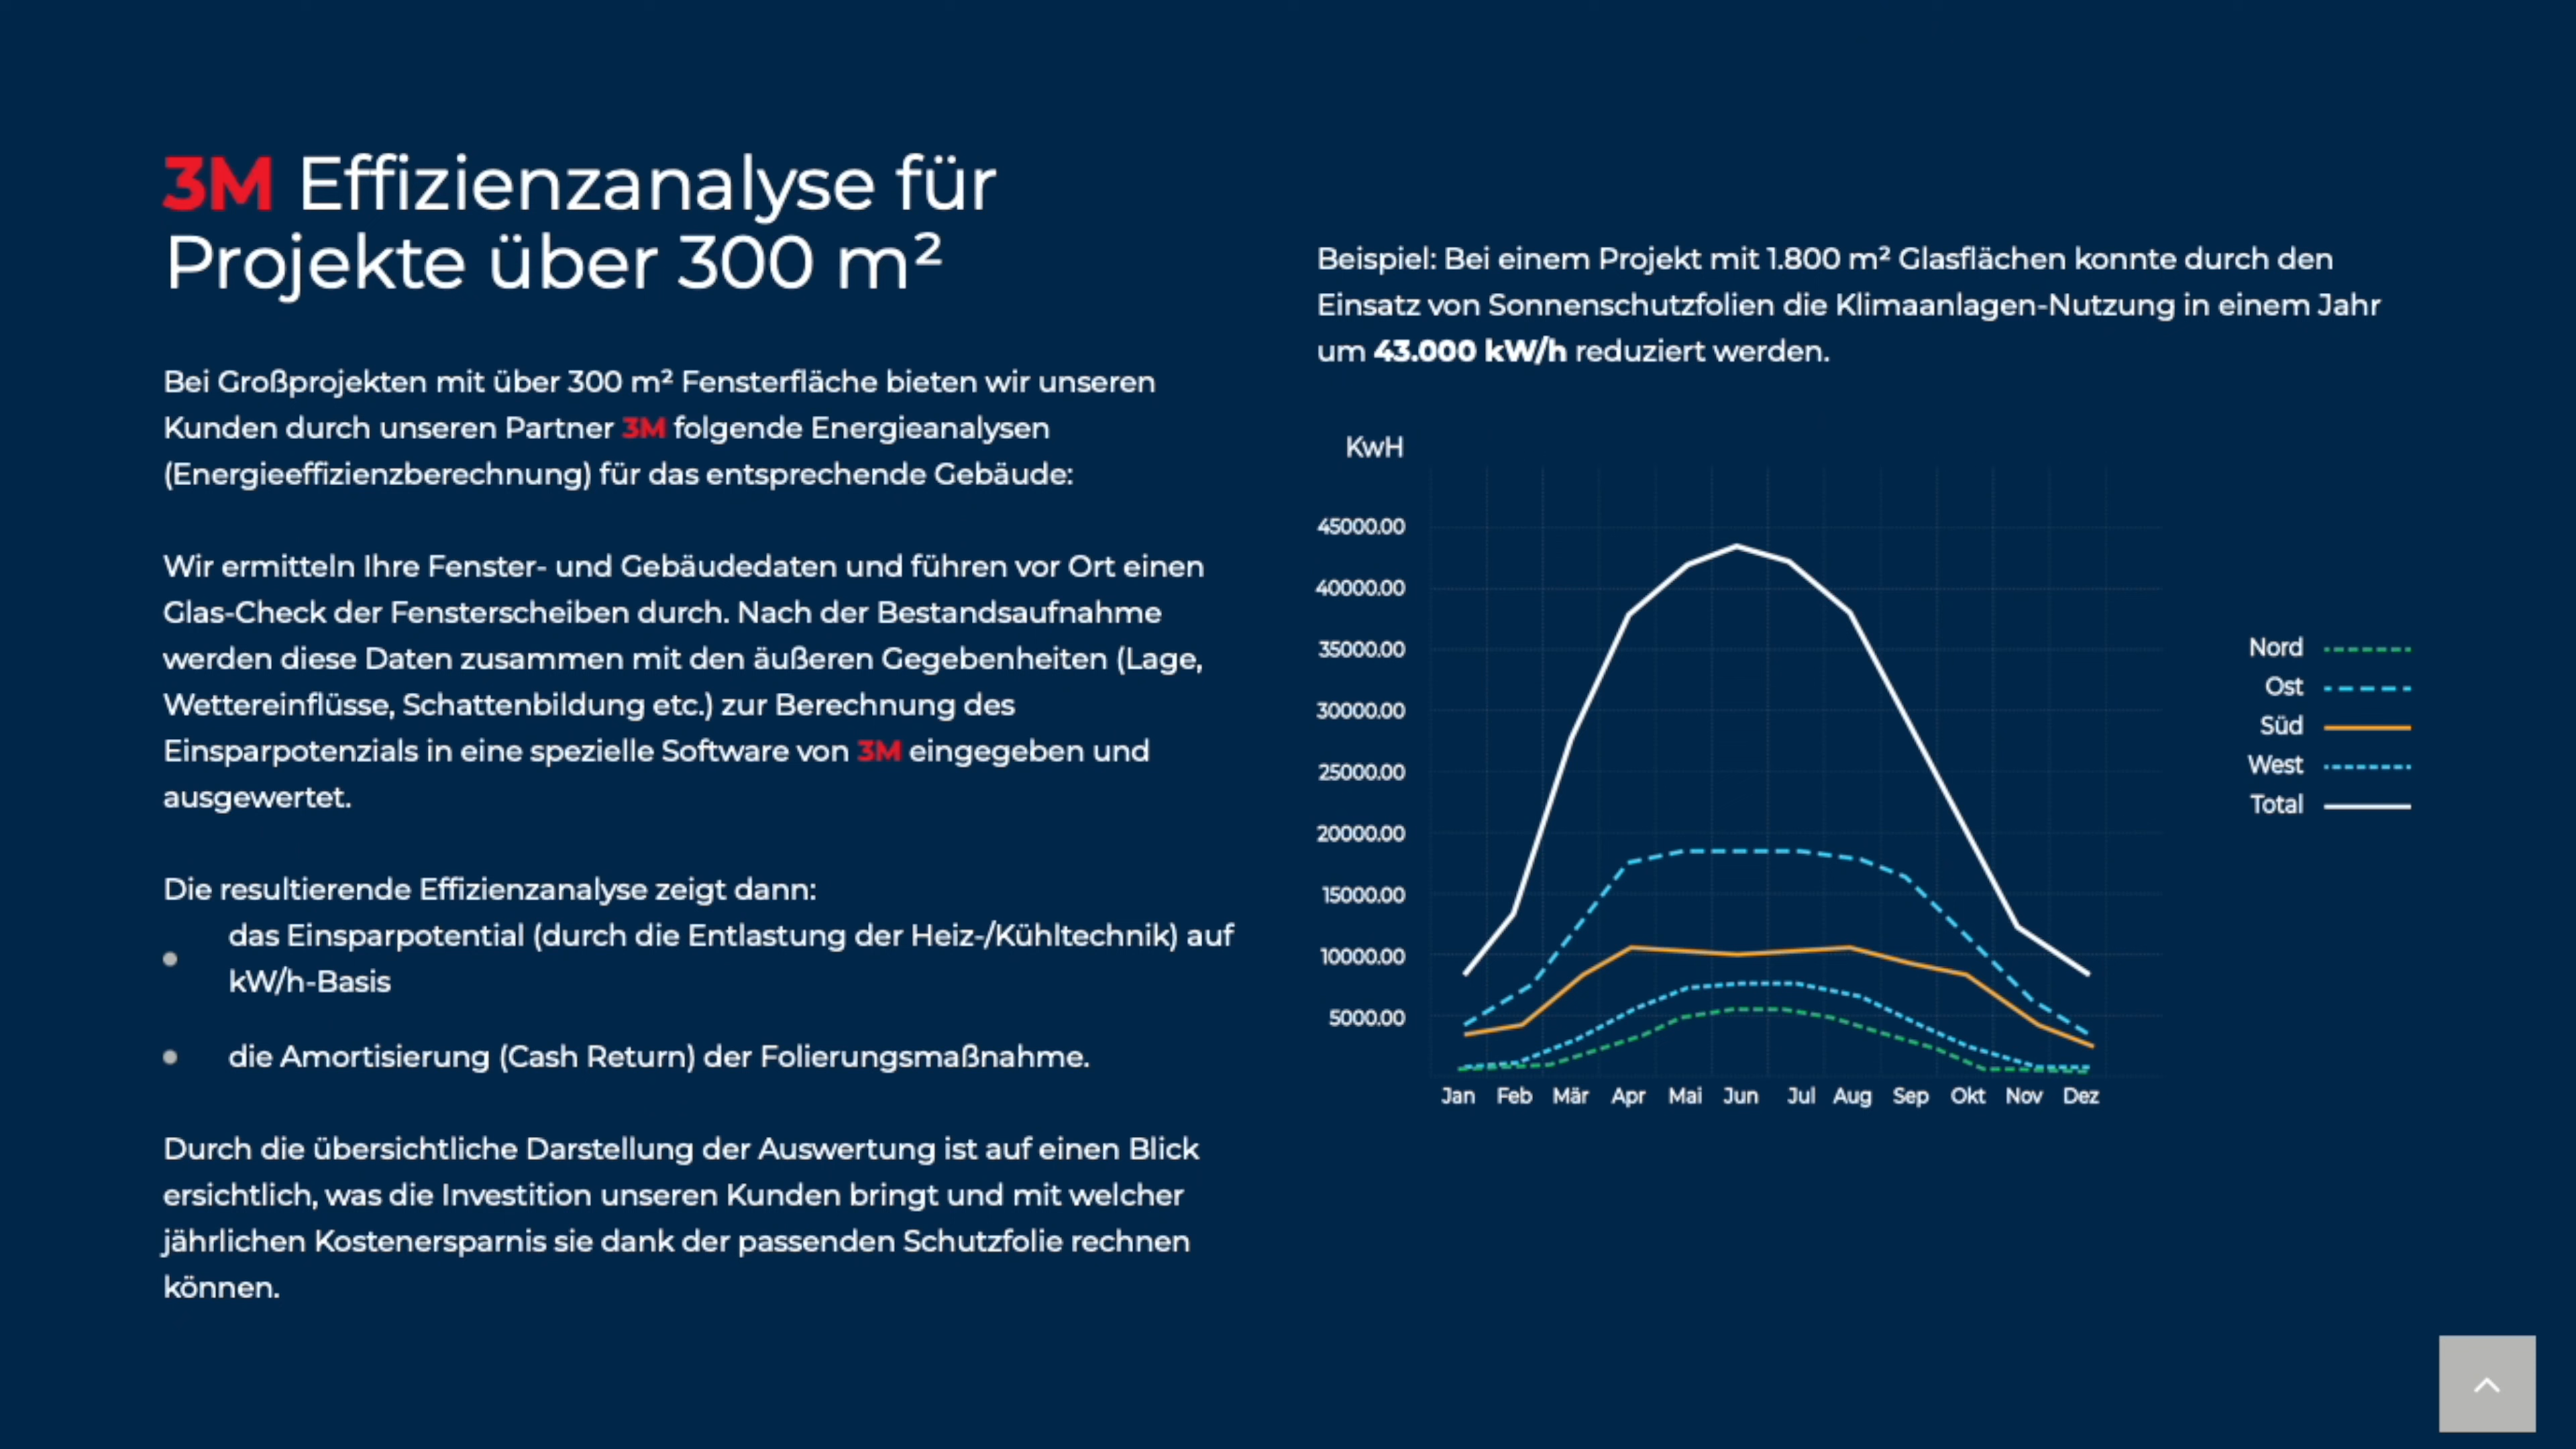 3M Effizienzanalyse für
Projekte über 300 m²
Bei Großprojekten mit über 300 m² Fensterfläche bieten wir unseren
Kunden durch unseren Partner 3M folgende Energieanalysen
(Energieeffizienzberechnung) für das entsprechende Gebäude:
Wir ermitteln Ihre Fenster- und Gebäudedaten und führen vor Ort einen
Glas-Check der Fensterscheiben durch. Nach der Bestandsaufnahme
werden diese Daten zusammen mit den äußeren Gegebenheiten (Lage,
Wettereinflüsse, Schattenbildung etc.) zur Berechnung des
Einsparpotenzials in eine spezielle Software von 3M eingegeben und
ausgewertet.
Die resultierende Effizienzanalyse zeigt dann:
das Einsparpotential (durch die Entlastung der Heiz-/Kühltechnik) auf
kW/h-Basis
die Amortisierung (Cash Return) der Folierungsmaßnahme.
Durch die übersichtliche Darstellung der Auswertung ist auf einen Blick
ersichtlich, was die Investition unseren Kunden bringt und mit welcher
jährlichen Kostenersparnis sie dank der passenden Schutzfolie rechnen
können.
Beispiel: Bei einem Projekt mit 1.800 m² Glasflächen konnte durch den
Einsatz von Sonnenschutzfolien die Klimaanlagen-Nutzung in einem Jahr
um 43.000 kW/h reduziert werden.
KwH
45000.00
40000.00
35000.00
30000.00
25000.00
20000.00
15000.00
10000.00
5000.00
Jan Feb Mär Apr Mai Jun Jul Aug Sep Okt Nov Dez
Nord
Ost
Süd
West
Total